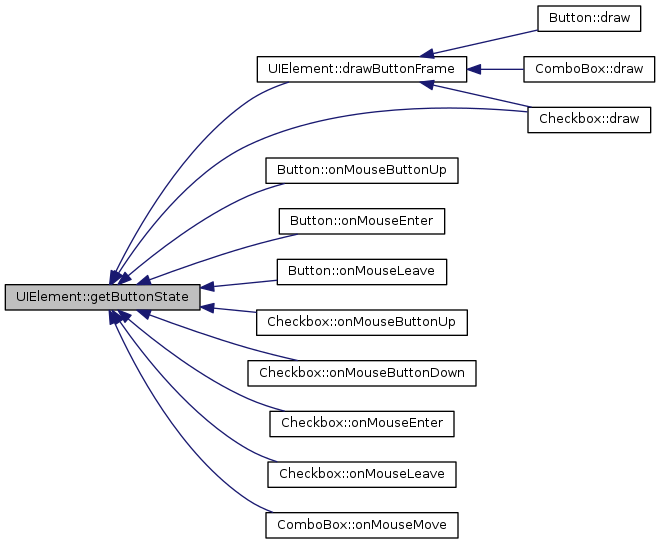 Button::draw
UIElement::drawButtonFrame
ComboBox::draw
Checkbox::draw
Button::onMouseButtonUp
Button::onMouseEnter
Button::onMouseLeave
UIElement::getButtonState
Checkbox::onMouseButtonUp
Checkbox::onMouseButtonDown
Checkbox::onMouseEnter
Checkbox::onMouseLeave
ComboBox::onMouseMove